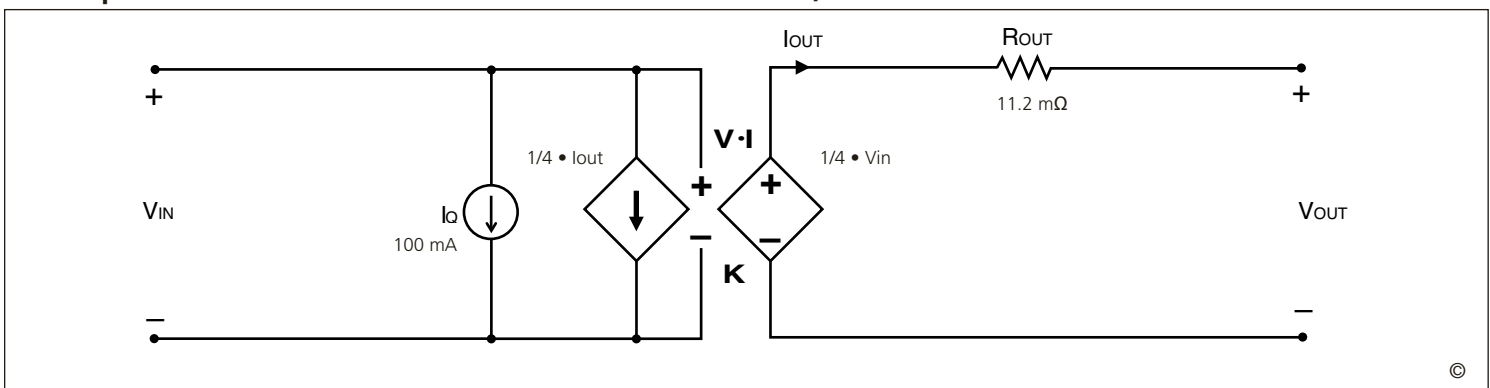 IOUT
ROUT
11.2 mΩ
+
+
V•I
1/4 • Iout
1/4 • Vin
+
+
VIN
IQ
100 mA
VOUT
–
–
K
–
–
©